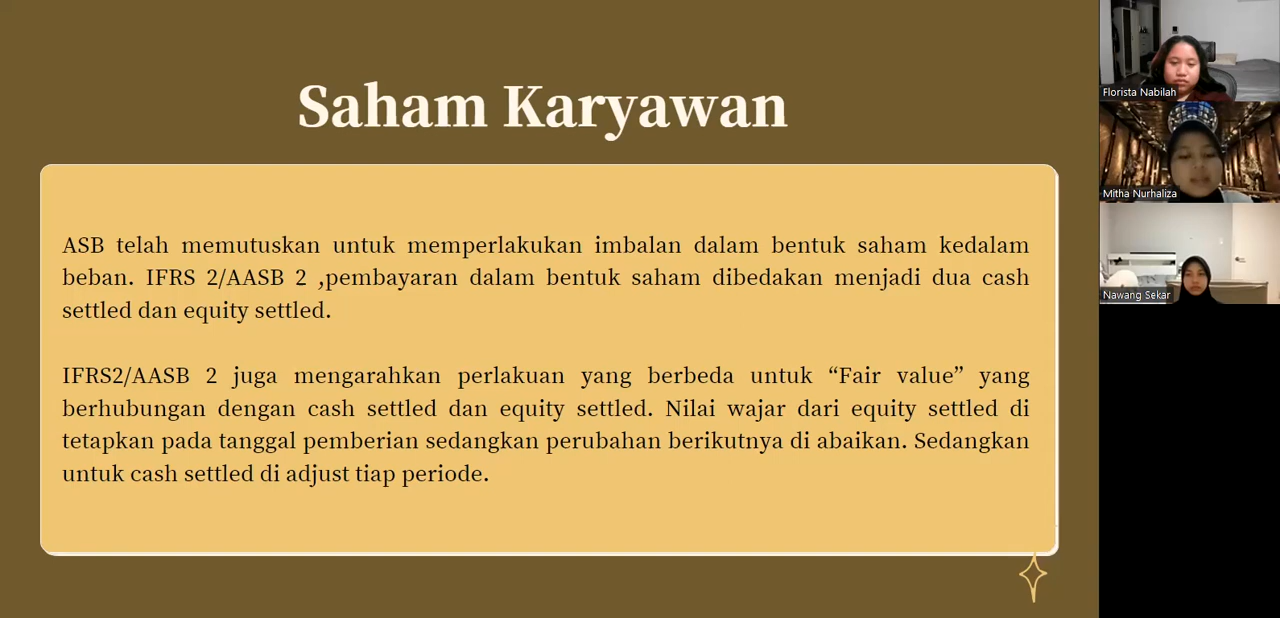 Saham Karyawan
ASB telah memutuskan untuk memperlakukan imbalan dalam bentuk saham kedalam
beban. IFRS 2/AASB 2 ,pembayaran dalam bentuk saham dibedakan menjadi dua cash
settled dan equity settled.
IFRS2/AASB 2 juga mengarahkan perlakuan yang berbeda untuk “Fair value” yang
berhubungan dengan cash settled dan equity settled. Nilai wajar dari equity settled di
tetapkan pada tanggal pemberian sedangkan perubahan berikutnya di abaikan. Sedangkan
untuk cash settled di adjust tiap periode.
Florista Nabilah
Mitha Nurhaliza
Nawang Sekar